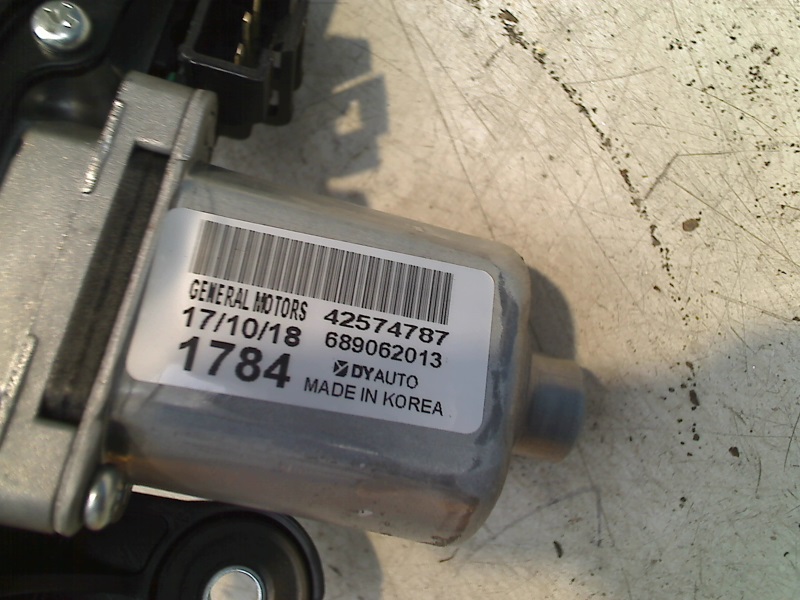 GENERAL MOTORS 42574787
17/10/18 689062013
1784 DYAUTO
MADE IN KOREA